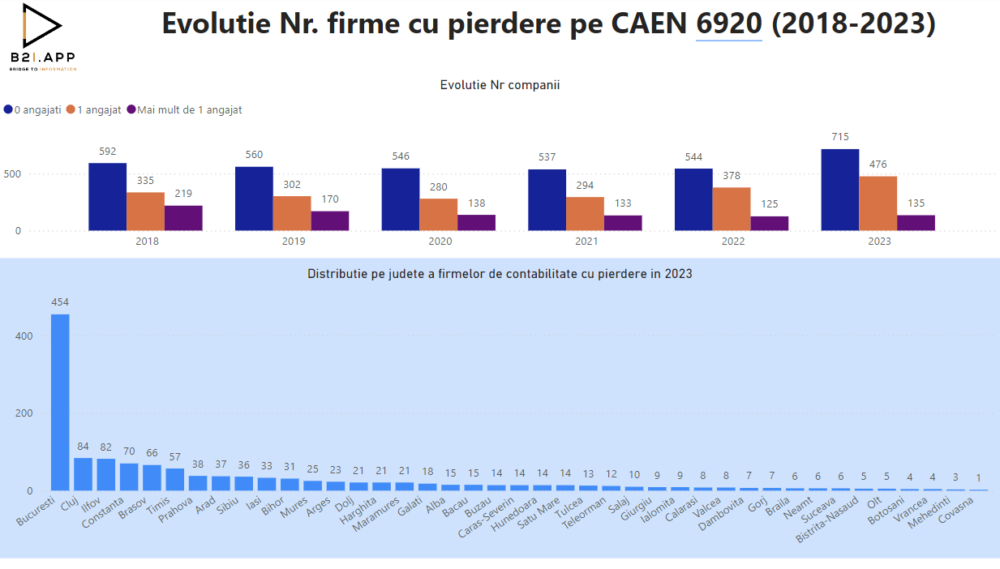 Evolutie Nr. firme cu pierdere pe CAEN 6920 (2018-2023)
B2I.APP
BRIDGE TO INFORMATION
Evolutie Nr companii
0 angajati 1 angajat Mai mult de 1 angajat
500
0
592 335 219
560 302 170
546 280 138
537 294 133
544 378 125
715 476 135
2018 2019 2020 2021 2022 2023
Distributie pe judete a firmelor de contabilitate cu pierdere in 2023
400
200
0
454 84 82 70 66 57 38 37 36 33 31 25 23 21 21 21 18 15 15 14 14 14 14 13 12 10 9 9 8 8 7 7 6 6 6 5 5 4 4 3 1
Bucuresti Cluj Ilfov Constanta Brasov Timis Prahova Arad Sibiu Iasi Bihor Mures Arges Dolj Harghita Maramures Galati Alba Bacau Buzau Caras-Severin Hunedoara Satu Mare Tulcea Teleorman Salaj Giurgiu Ialomita Calarasi Valcea Dambovita Gorj Braila Neamt Suceava Bistrita-Nasaud Olt Botosani Vrancea Mehedinti Covasna